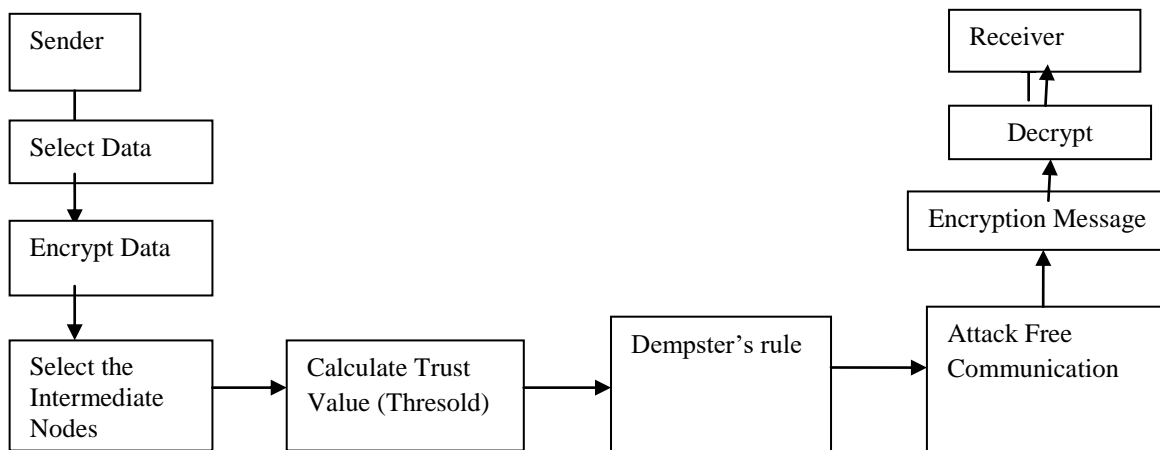 Sender
Select Data
Encrypt Data
Select the
Intermediate
Nodes
Calculate Trust
Value (Thresold)
Dempster’s rule
Attack Free
Communication
Encryption Message
Decrypt
Receiver